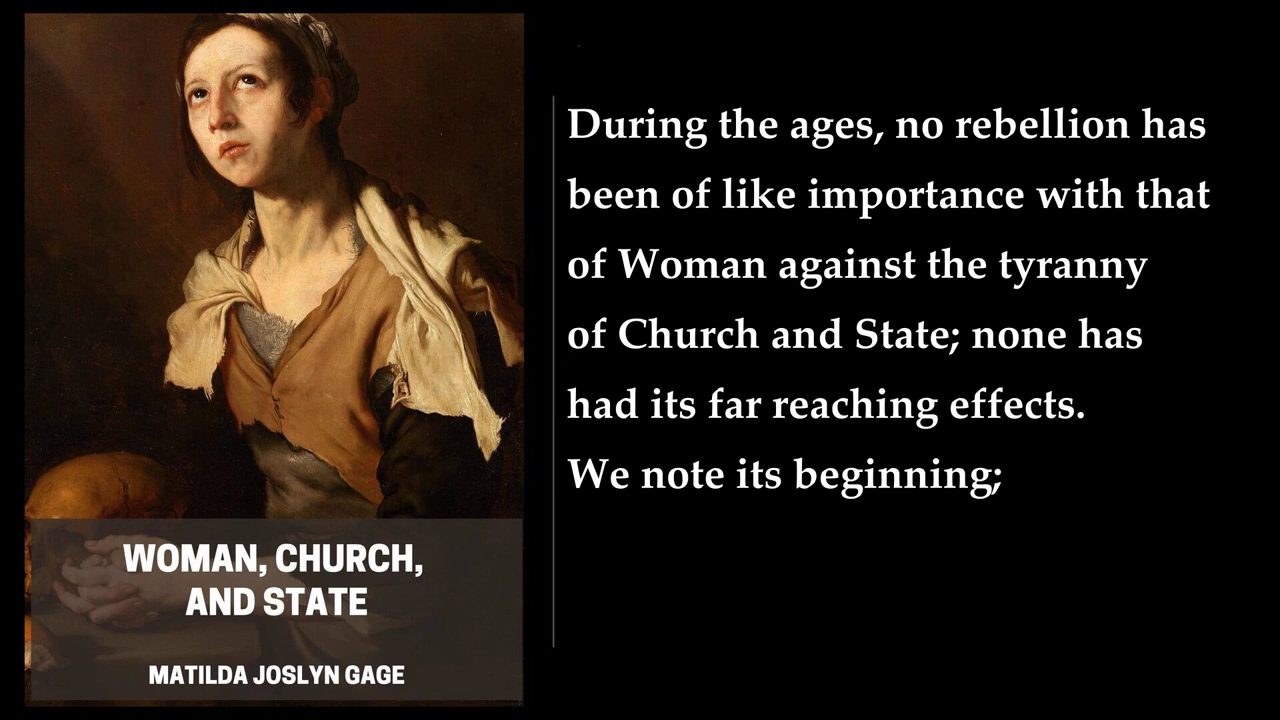 During the ages, no rebellion has
been of like importance with that
of Woman against the tyranny
of Church and State; none has
had its far reaching effects.
We note its beginning;
WOMAN, CHURCH,
AND STATE
MATILDA JOSLYN GAGE